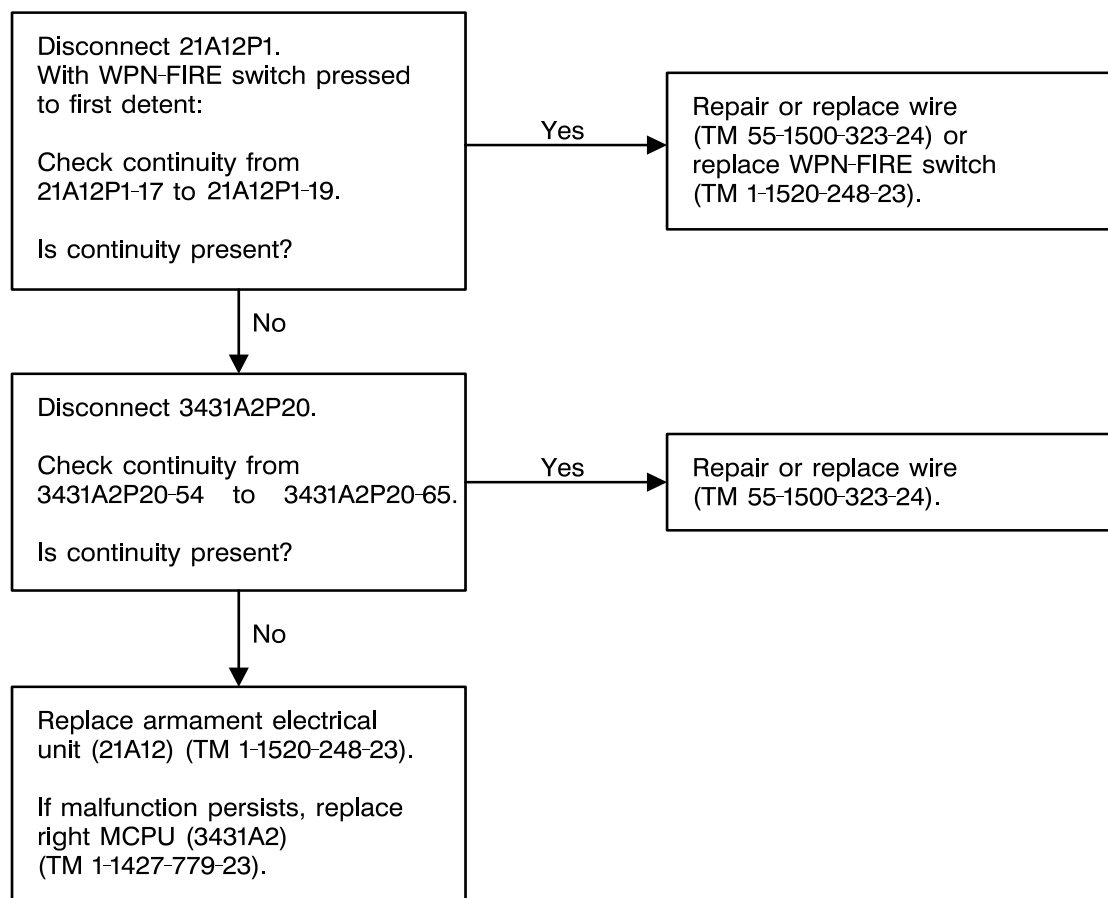 Disconnect 21A12P1.
With WPN-FIRE switch pressed
to first detent:
Check continuity from
21A12P1-17 to 21A12P1-19.
Is continuity present?
Yes
Repair or replace wire
(TM 55-1500-323-24) or
replace WPN-FIRE switch
(TM 1-1520-248-23).
No
Disconnect 3431A2P20.
Check continuity from
3431A2P20-54 to 3431A2P20-65.
Is continuity present?
Yes
Repair or replace wire
(TM 55-1500-323-24).
No
Replace armament electrical
unit (21A12) (TM 1-1520-248-23).
If malfunction persists, replace
right MCPU (3431A2)
(TM 1-1427-779-23).